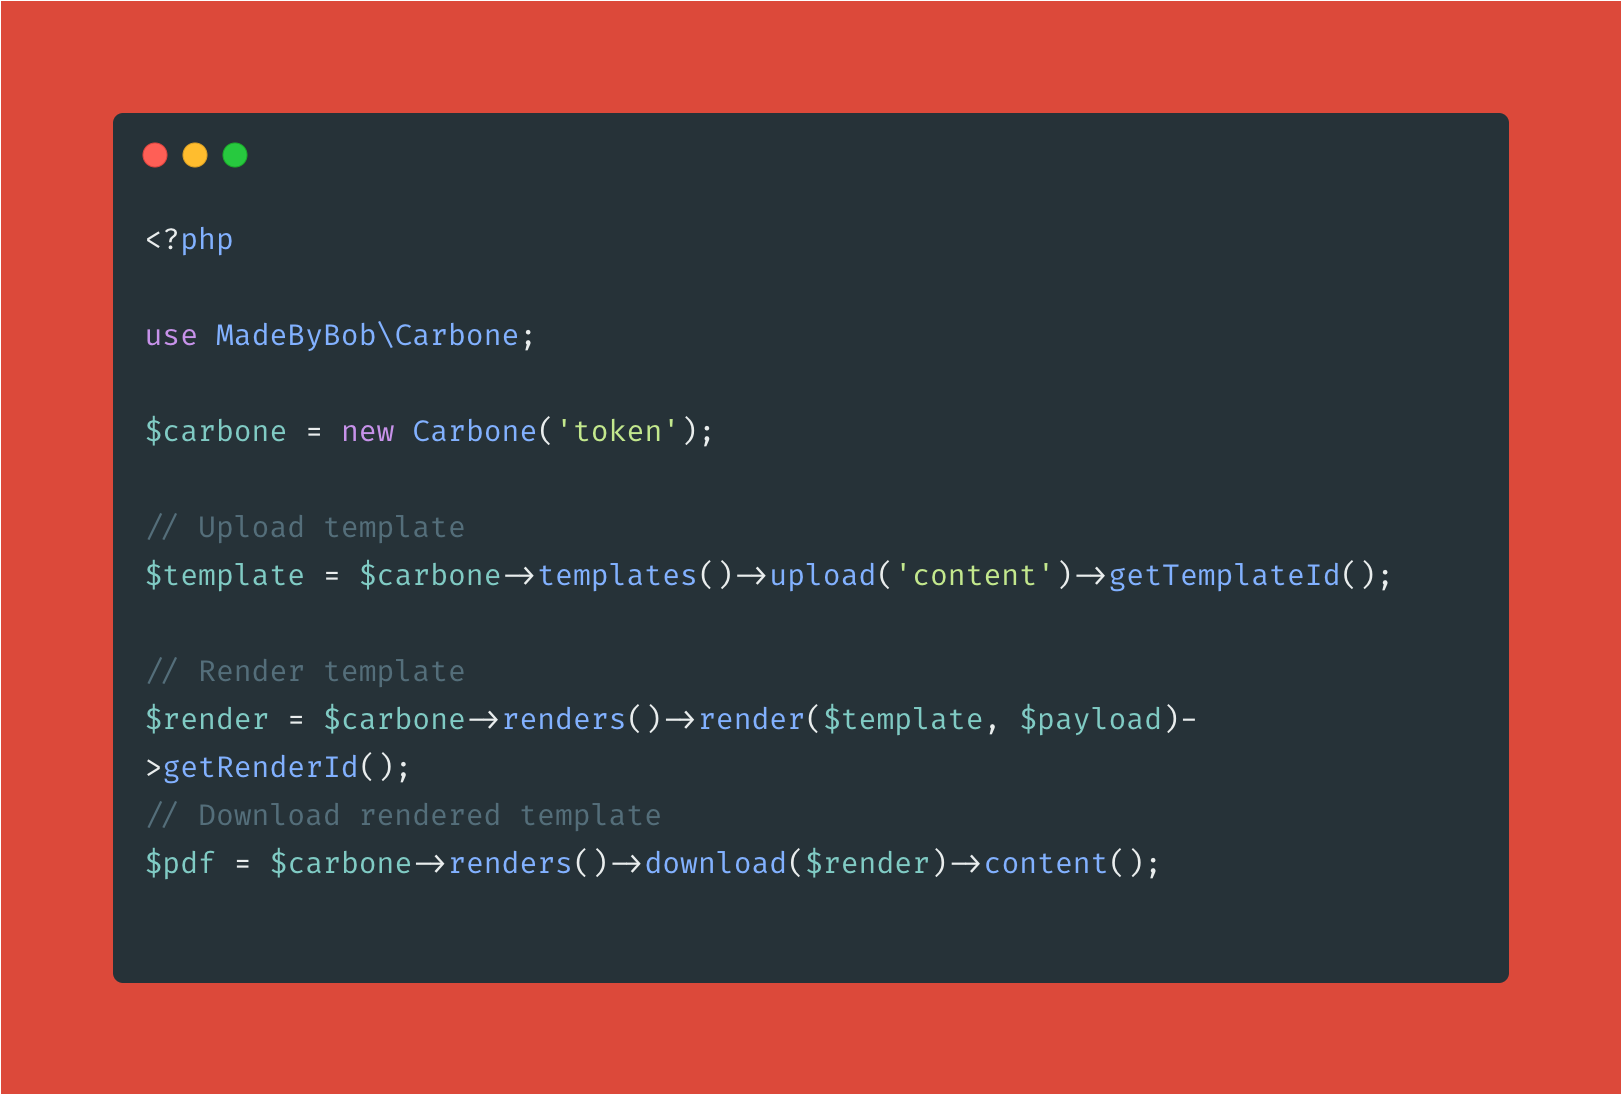 <?php
use MadeByBob\Carbone;
$carbone = new Carbone('token');
// Upload template
$template = $carbone->templates()->upload('content')->getTemplateId();
// Render template
$render = $carbone->renders()->render($template, $payload)-
>getRenderId();
// Download rendered template
$pdf = $carbone->renders()->download($render)->content();